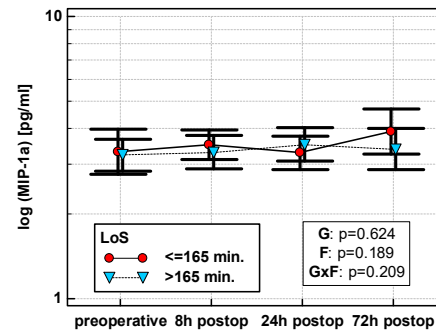 10
log (MIP-1a) [pg/ml]
LoS
<=165 min.
>165 min.
G: p=0.624
F: p=0.189
GxF: p=0.209
1
preoperative 8h postop 24h postop 72h postop